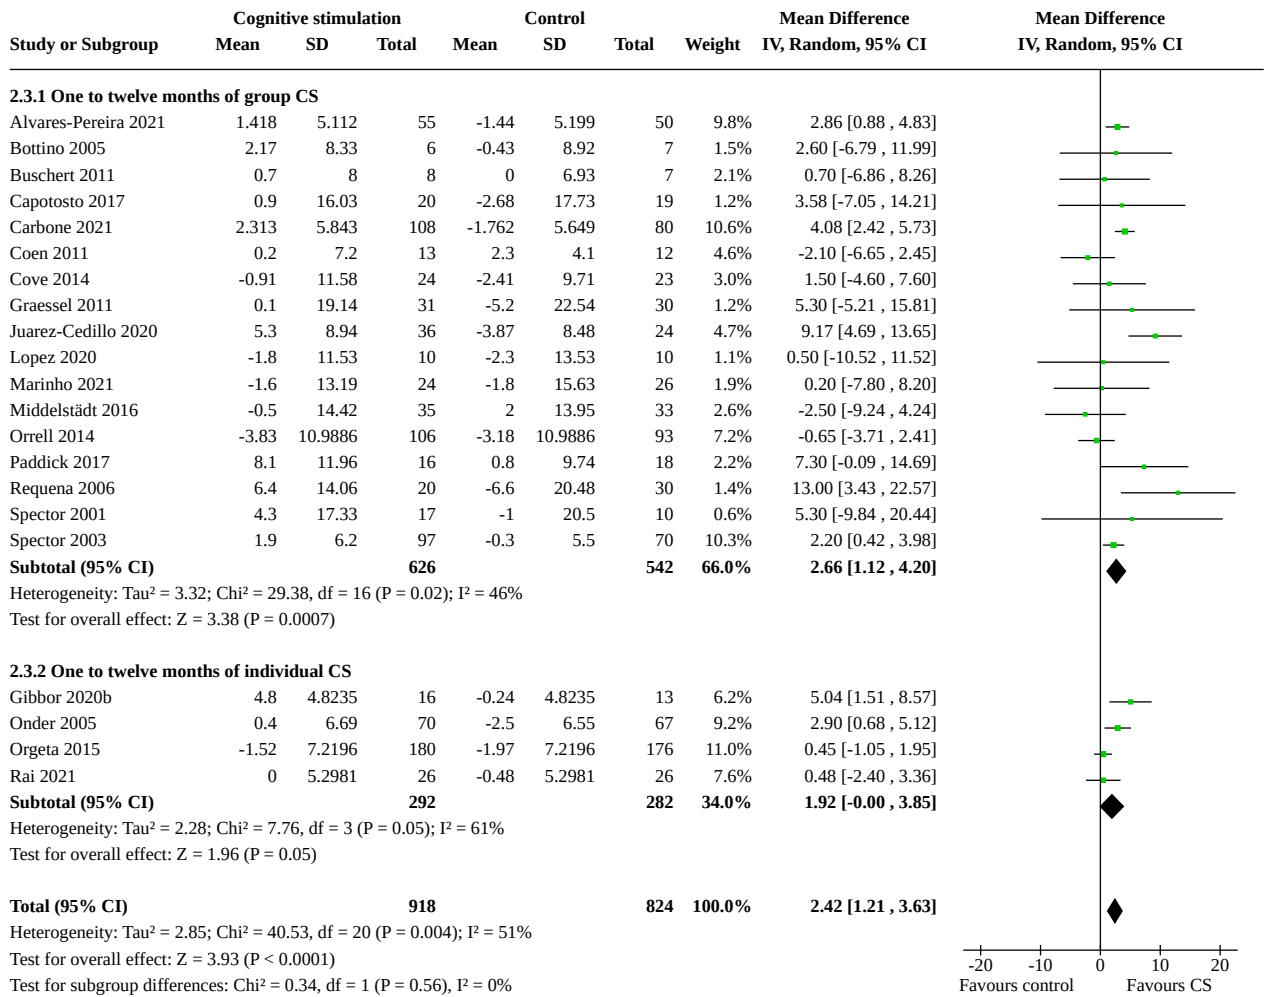 Cognitive stimulation Control Mean Difference Mean Difference
Study or Subgroup Mean SD Total Mean SD Total Weight IV, Random, 95% CI IV, Random, 95% CI
2.3.1 One to twelve months of group CS
Alvares-Pereira 2021 1.418 5.112 55 -1.44 5.199 50 9.8% 2.86 [0.88 , 4.83]
Bottino 2005 2.17 8.33 6 -0.43 8.92 7 1.5% 2.60 [-6.79 , 11.99]
Buschert 2011 0.7 8 8 0 6.93 7 2.1% 0.70 [-6.86 , 8.26]
Capotosto 2017 0.9 16.03 20 -2.68 17.73 19 1.2% 3.58 [-7.05 , 14.21]
Carbone 2021 2.313 5.843 108 -1.762 5.649 80 10.6% 4.08 [2.42 , 5.73]
Coen 2011 0.2 7.2 13 2.3 4.1 12 4.6% -2.10 [-6.65 , 2.45]
Cove 2014 -0.91 11.58 24 -2.41 9.71 23 3.0% 1.50 [-4.60 , 7.60]
Graessel 2011 0.1 19.14 31 -5.2 22.54 30 1.2% 5.30 [-5.21 , 15.81]
Juarez-Cedillo 2020 5.3 8.94 36 -3.87 8.48 24 4.7% 9.17 [4.69 , 13.65]
Lopez 2020 -1.8 11.53 10 -2.3 13.53 10 1.1% 0.50 [-10.52 , 11.52]
Marinho 2021 -1.6 13.19 24 -1.8 15.63 26 1.9% 0.20 [-7.80 , 8.20]
Middelstädt 2016 -0.5 14.42 35 2 13.95 33 2.6% -2.50 [-9.24 , 4.24]
Orrell 2014 -3.83 10.9886 106 -3.18 10.9886 93 7.2% -0.65 [-3.71 , 2.41]
Paddick 2017 8.1 11.96 16 0.8 9.74 18 2.2% 7.30 [-0.09 , 14.69]
Requena 2006 6.4 14.06 20 -6.6 20.48 30 1.4% 13.00 [3.43 , 22.57]
Spector 2001 4.3 17.33 17 -1 20.5 10 0.6% 5.30 [-9.84 , 20.44]
Spector 2003 1.9 6.2 97 -0.3 5.5 70 10.3% 2.20 [0.42 , 3.98]
Subtotal (95% CI) 626 542 66.0% 2.66 [1.12 , 4.20]
Heterogeneity: Tau² = 3.32; Chi² = 29.38, df = 16 (P = 0.02); I² = 46%
Test for overall effect: Z = 3.38 (P = 0.0007)
2.3.2 One to twelve months of individual CS
Gibbor 2020b 4.8 4.8235 16 -0.24 4.8235 13 6.2% 5.04 [1.51 , 8.57]
Onder 2005 0.4 6.69 70 -2.5 6.55 67 9.2% 2.90 [0.68 , 5.12]
Orgeta 2015 -1.52 7.2196 180 -1.97 7.2196 176 11.0% 0.45 [-1.05 , 1.95]
Rai 2021 0 5.2981 26 -0.48 5.2981 26 7.6% 0.48 [-2.40 , 3.36]
Subtotal (95% CI) 292 282 34.0% 1.92 [-0.00 , 3.85]
Heterogeneity: Tau² = 2.28; Chi² = 7.76, df = 3 (P = 0.05); I² = 61%
Test for overall effect: Z = 1.96 (P = 0.05)
Total (95% CI) 918 824 100.0% 2.42 [1.21 , 3.63]
Heterogeneity: Tau² = 2.85; Chi² = 40.53, df = 20 (P = 0.004); I² = 51%
Test for overall effect: Z = 3.93 (P < 0.0001)
Test for subgroup differences: Chi² = 0.34, df = 1 (P = 0.56), I² = 0%
-20 -10 0 10 20
Favours control Favours CS